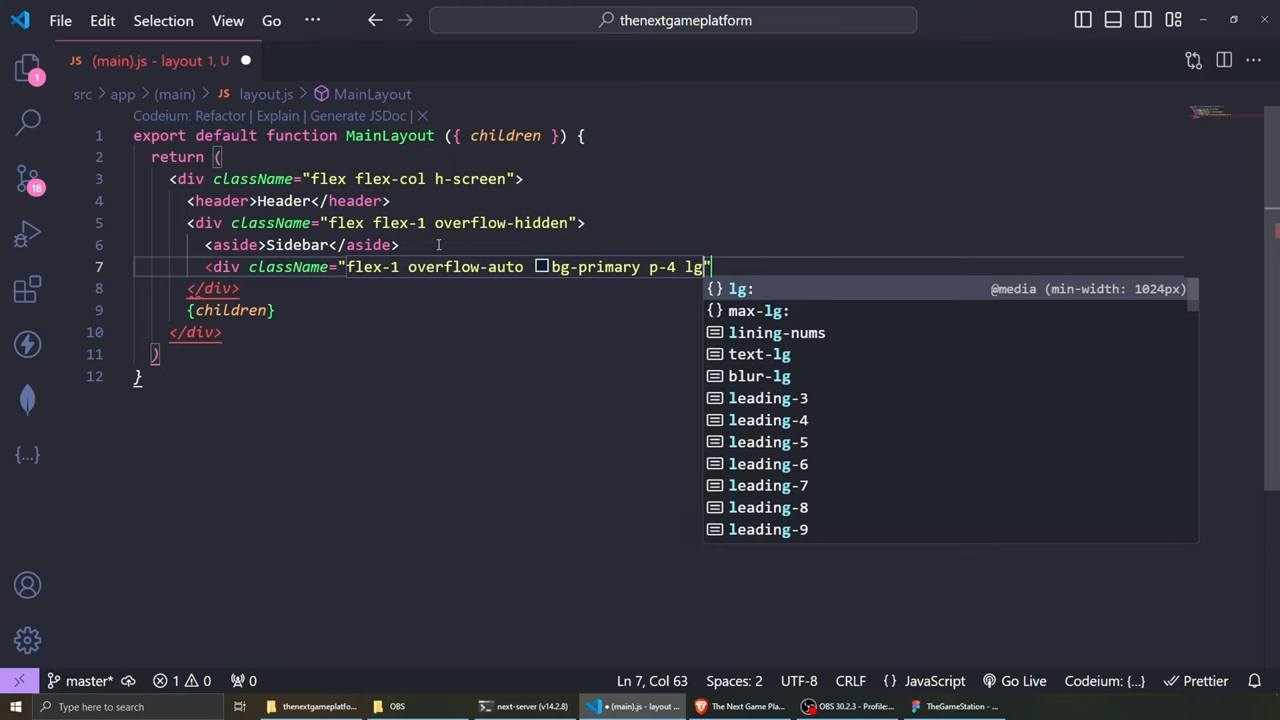 File Edit Selection View Go ··· thenextgameplatform
(main).js - layout 1, U
1
src > app > (main) > JS layout.js > MainLayout
Codeium: Refactor | Explain | Generate JSDoc | ×
1 export default function MainLayout ({ children }) {
2 return (
3 <div className="flex flex-col h-screen">
4 <header>Header</header>
5 <div className="flex flex-1 overflow-hidden">
6 <aside>Sidebar</aside>
7 <div className="flex-1 overflow-auto bg-primary p-4 lg"
8 </div>
9 {children}
10 </div>
11 )
12 }
lg: @media (min-width: 1024px)
max-lg:
lining-nums
text-lg
blur-lg
leading-3
leading-4
leading-5
leading-6
leading-7
leading-8
leading-9
18
master* 1 0 0 Ln 7, Col 63 Spaces: 2 UTF-8 CRLF { } JavaScript Go Live Codeium: {...} Prettier
Type here to search thenextgameplatfo... OBS next-server (v14.2.8) • (main).js - layout ... The Next Game Pla... OBS 30.2.3 - Profile:... TheGameStation - ...